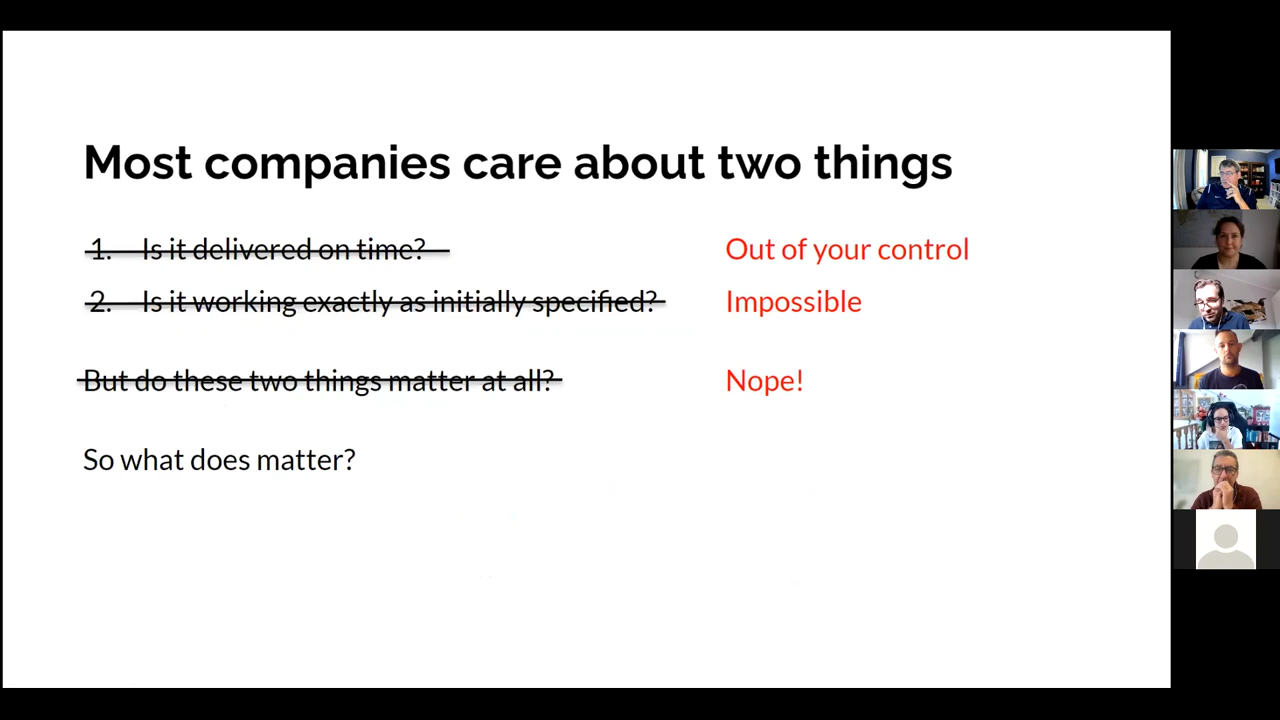 Most companies care about two things
1. Is it delivered on time? Out of your control
2. Is it working exactly as initially specified? Impossible
But do these two things matter at all? Nope!
So what does matter?